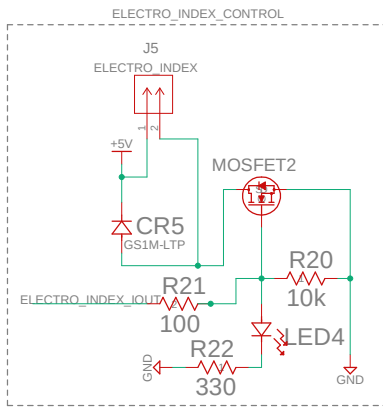 ELECTRO_INDEX_CONTROL
J5
ELECTRO_INDEX
1
2
+5V
MOSFET2
CR5
GS1M-LTP
R20
10k
R21
ELECTRO_INDEX_IOUT
100
LED4
R22
GND
330
GND